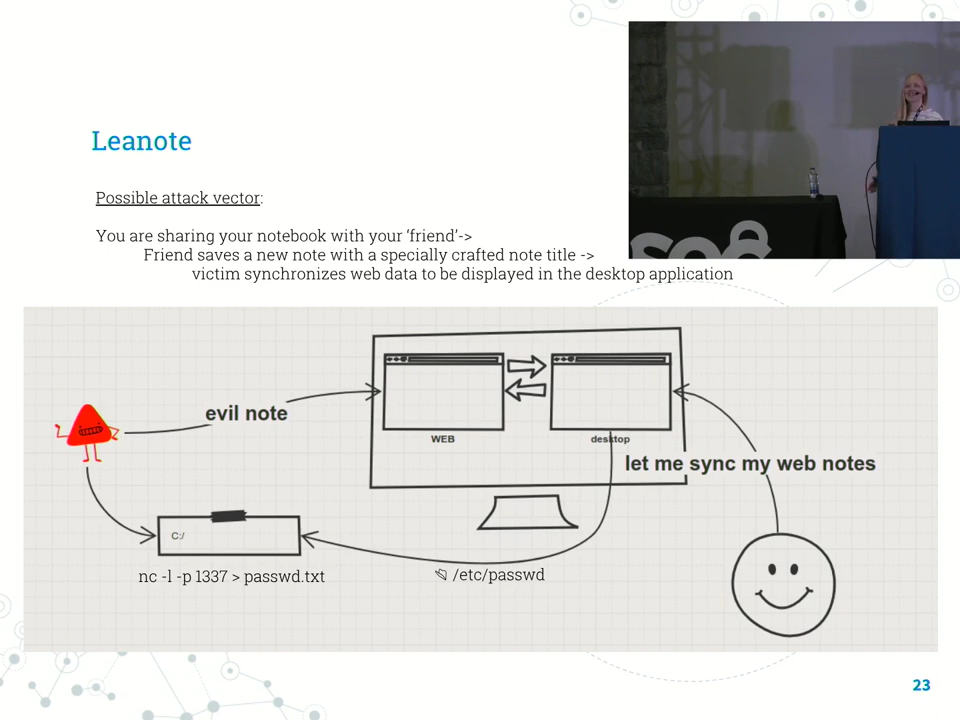 Leanote
Possible attack vector:
You are sharing your notebook with your ‘friend’->
Friend saves a new note with a specially crafted note title ->
victim synchronizes web data to be displayed in the desktop application
evil note
WEB
desktop
let me sync my web notes
C:/
nc -l -p 1337 > passwd.txt
/etc/passwd
23